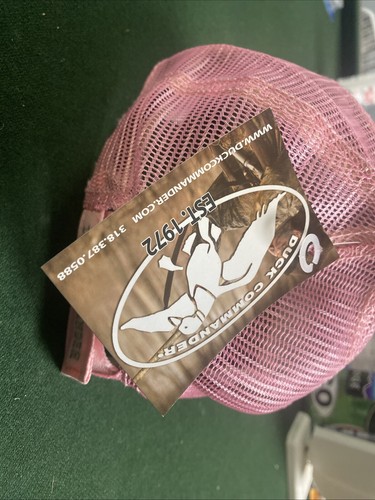 WWW.DUCKCOMMANDER.COM 318.387.0588
EST. 1972
DUCK COMMANDER